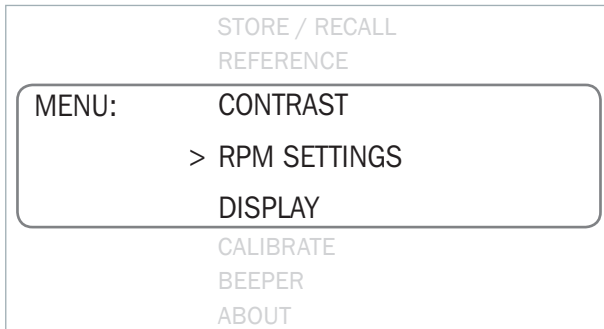 STORE / RECALL
REFERENCE
MENU: CONTRAST
> RPM SETTINGS
DISPLAY
CALIBRATE
BEEPER
ABOUT